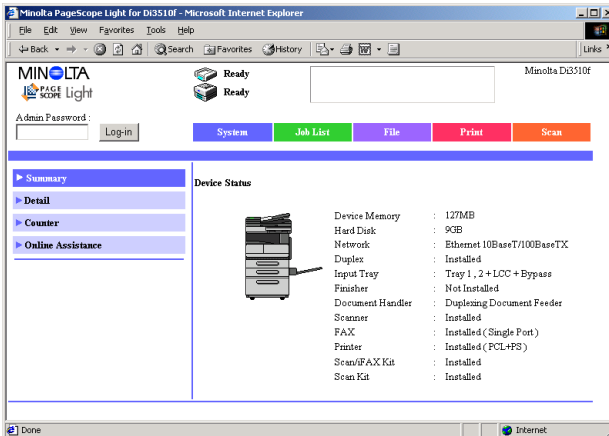 Minolta PageScope Light for Di3510f - Microsoft Internet Explorer
File Edit View Favorites Tools Help
Back Search Favorites History Links
MINOLTA Ready Minolta Di3510f
PAGE SCOPE Light Ready
Admin Password :
Log-in System Job List File Print Scan
Summary
Device Status
Detail
Counter
Online Assistance
Device Memory : 127MB
Hard Disk : 9GB
Network : Ethernet 10BaseT/100BaseTX
Duplex : Installed
Input Tray : Tray 1 , 2 + LCC + Bypass
Finisher : Not Installed
Document Handler : Duplexing Document Feeder
Scanner : Installed
FAX : Installed ( Single Port )
Printer : Installed ( PCL+PS )
Scan/iFAX Kit : Installed
Scan Kit : Installed
Done Internet